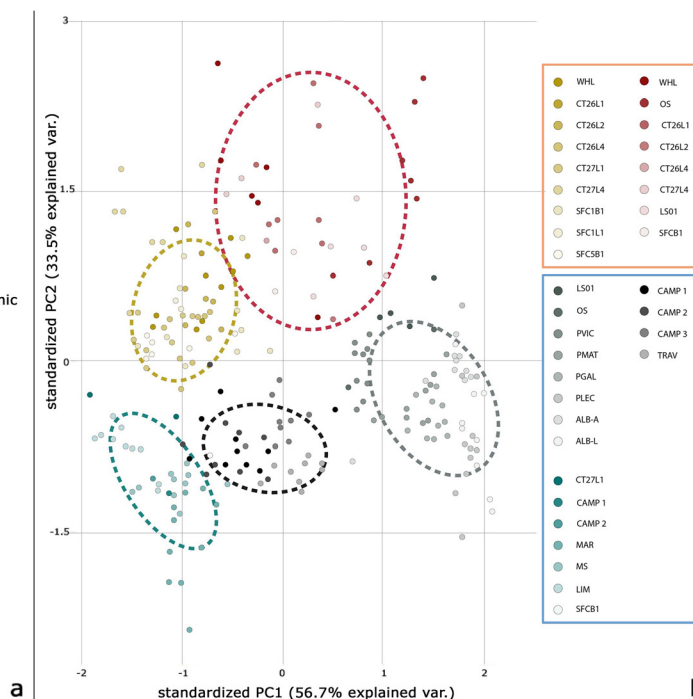 3
1.5
0
-1.5
-2
-1
0
1
2
standardized PC2 (33.5% explained var.)
standardized PC1 (56.7% explained var.)
nic
a
WHL
CT26L1
CT26L2
CT26L4
CT27L1
CT27L4
SFC1B1
SFC1L1
SFC5B1
WHL
OS
CT26L1
CT26L2
CT26L4
CT27L4
LS01
SFCB1
LS01
OS
PVIC
PMAT
PGAL
PLEC
ALB-A
ALB-L
CAMP 1
CAMP 2
CAMP 3
TRAV
CT27L1
CAMP 1
CAMP 2
MAR
MS
LIM
SFCB1